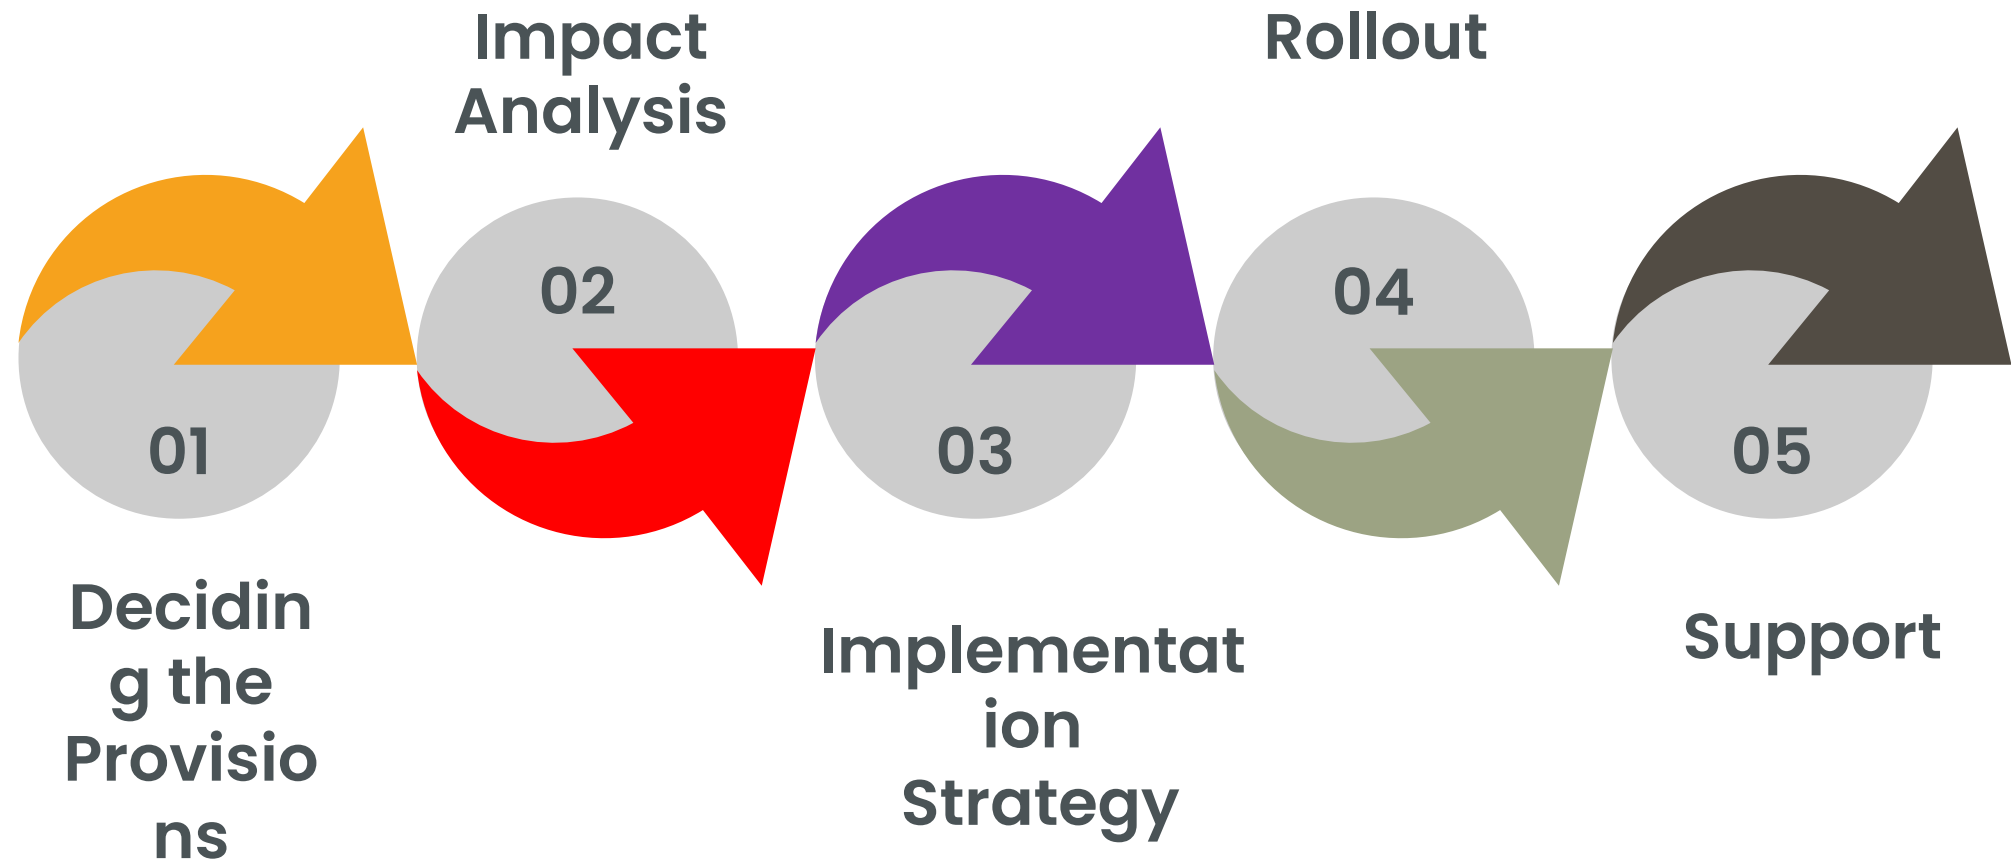 01
Decidin
g the
Provisio
ns
Impact
Analysis
02
03
Implementat
ion
Strategy
Rollout
04
05
Support